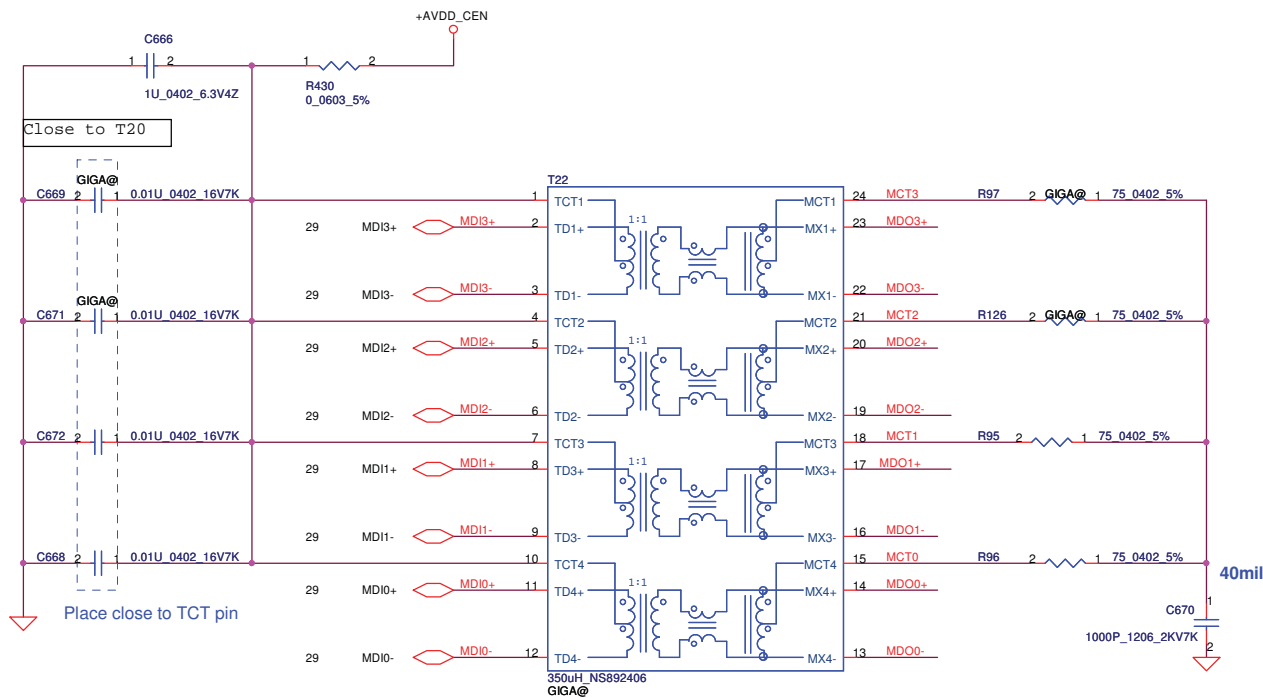 +AVDD_CEN
C666
1 2
1U_0402_6.3V4Z
1 2
R430
0_0603_5%
Close to T20
GIGA@
C669 2 1 0.01U_0402_16V7K
GIGA@
C671 2 1 0.01U_0402_16V7K
C672 2 1 0.01U_0402_16V7K
C668 2 1 0.01U_0402_16V7K
Place close to TCT pin
29 MDI3+ MDI3+
29 MDI3- MDI3-
29 MDI2+ MDI2+
29 MDI2- MDI2-
29 MDI1+ MDI1+
29 MDI1- MDI1-
29 MDI0+ MDI0+
29 MDI0- MDI0-
T22
1 TCT1 MCT1 24 MCT3
2 TD1+ 1:1 MX1+ 23 MDO3+
3 TD1- MX1- 22 MDO3-
4 TCT2 MCT2 21 MCT2
5 TD2+ 1:1 MX2+ 20 MDO2+
6 TD2- MX2- 19 MDO2-
7 TCT3 MCT3 18 MCT1
8 TD3+ 1:1 MX3+ 17 MDO1+
9 TD3- MX3- 16 MDO1-
10 TCT4 MCT4 15 MCT0
11 TD4+ 1:1 MX4+ 14 MDO0+
12 TD4- MX4- 13 MDO0-
350uH_NS892406
GIGA@
R97 2 GIGA@ 1 75_0402_5%
R126 2 GIGA@ 1 75_0402_5%
R95 2 1 75_0402_5%
R96 2 1 75_0402_5%
40mil
1
C670
1000P_1206_2KV7K
2